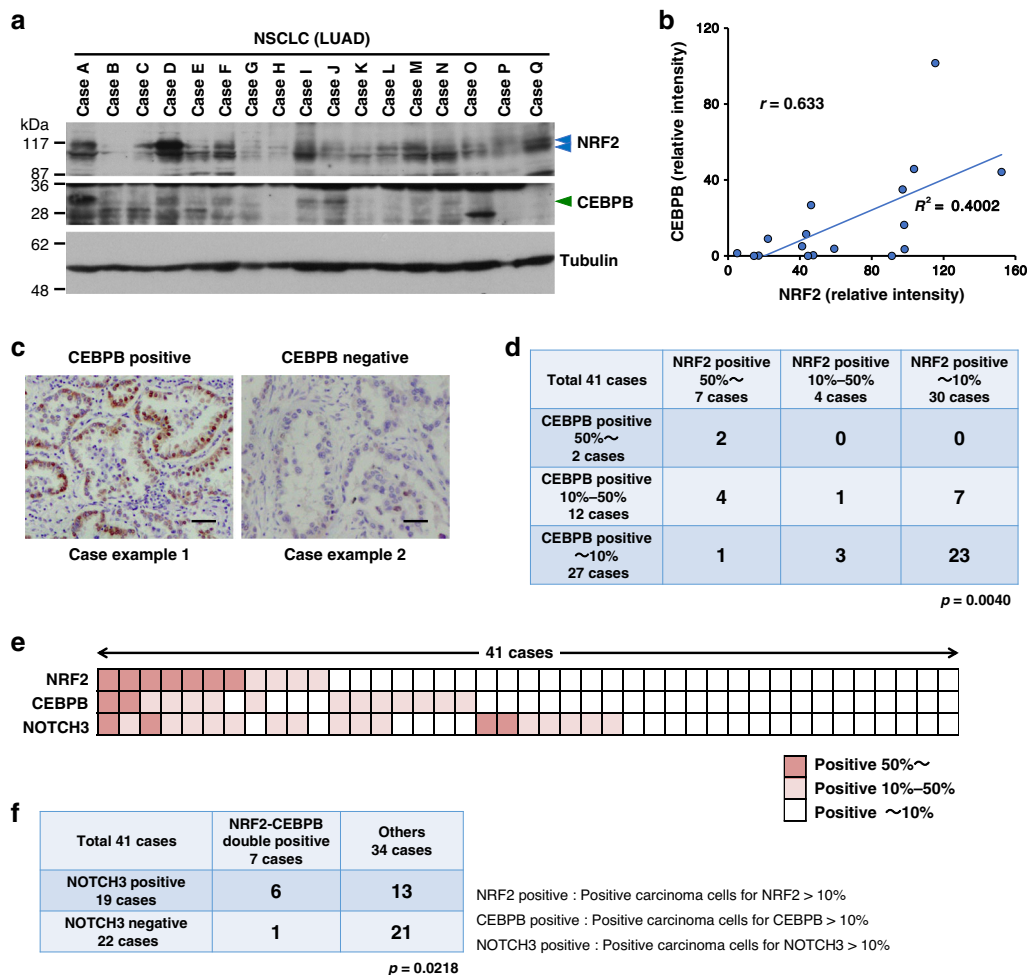 a
NSCLC (LUAD)
Case A
Case B
Case C
Case D
Case E
Case F
Case G
Case H
Case I
Case J
Case K
Case L
Case M
Case N
Case O
Case P
Case Q
kDa
117
87
36
28
62
48
NRF2
CEBPB
Tubulin
b
CEBPB (relative intensity)
120
80
40
0
r = 0.633
R² = 0.4002
0 40 80 120 160
NRF2 (relative intensity)
c
CEBPB positive
CEBPB negative
Case example 1
Case example 2
d
Total 41 cases
NRF2 positive
50%～
7 cases
NRF2 positive
10%–50%
4 cases
NRF2 positive
～10%
30 cases
CEBPB positive
50%～
2 cases
2 0 0
CEBPB positive
10%–50%
12 cases
4 1 7
CEBPB positive
～10%
27 cases
1 3 23
p = 0.0040
e
41 cases
NRF2
CEBPB
NOTCH3
Positive 50%～
Positive 10%–50%
Positive ～10%
f
Total 41 cases
NRF2-CEBPB
double positive
7 cases
Others
34 cases
NOTCH3 positive
19 cases
6 13
NOTCH3 negative
22 cases
1 21
p = 0.0218
NRF2 positive : Positive carcinoma cells for NRF2 > 10%
CEBPB positive : Positive carcinoma cells for CEBPB > 10%
NOTCH3 positive : Positive carcinoma cells for NOTCH3 > 10%